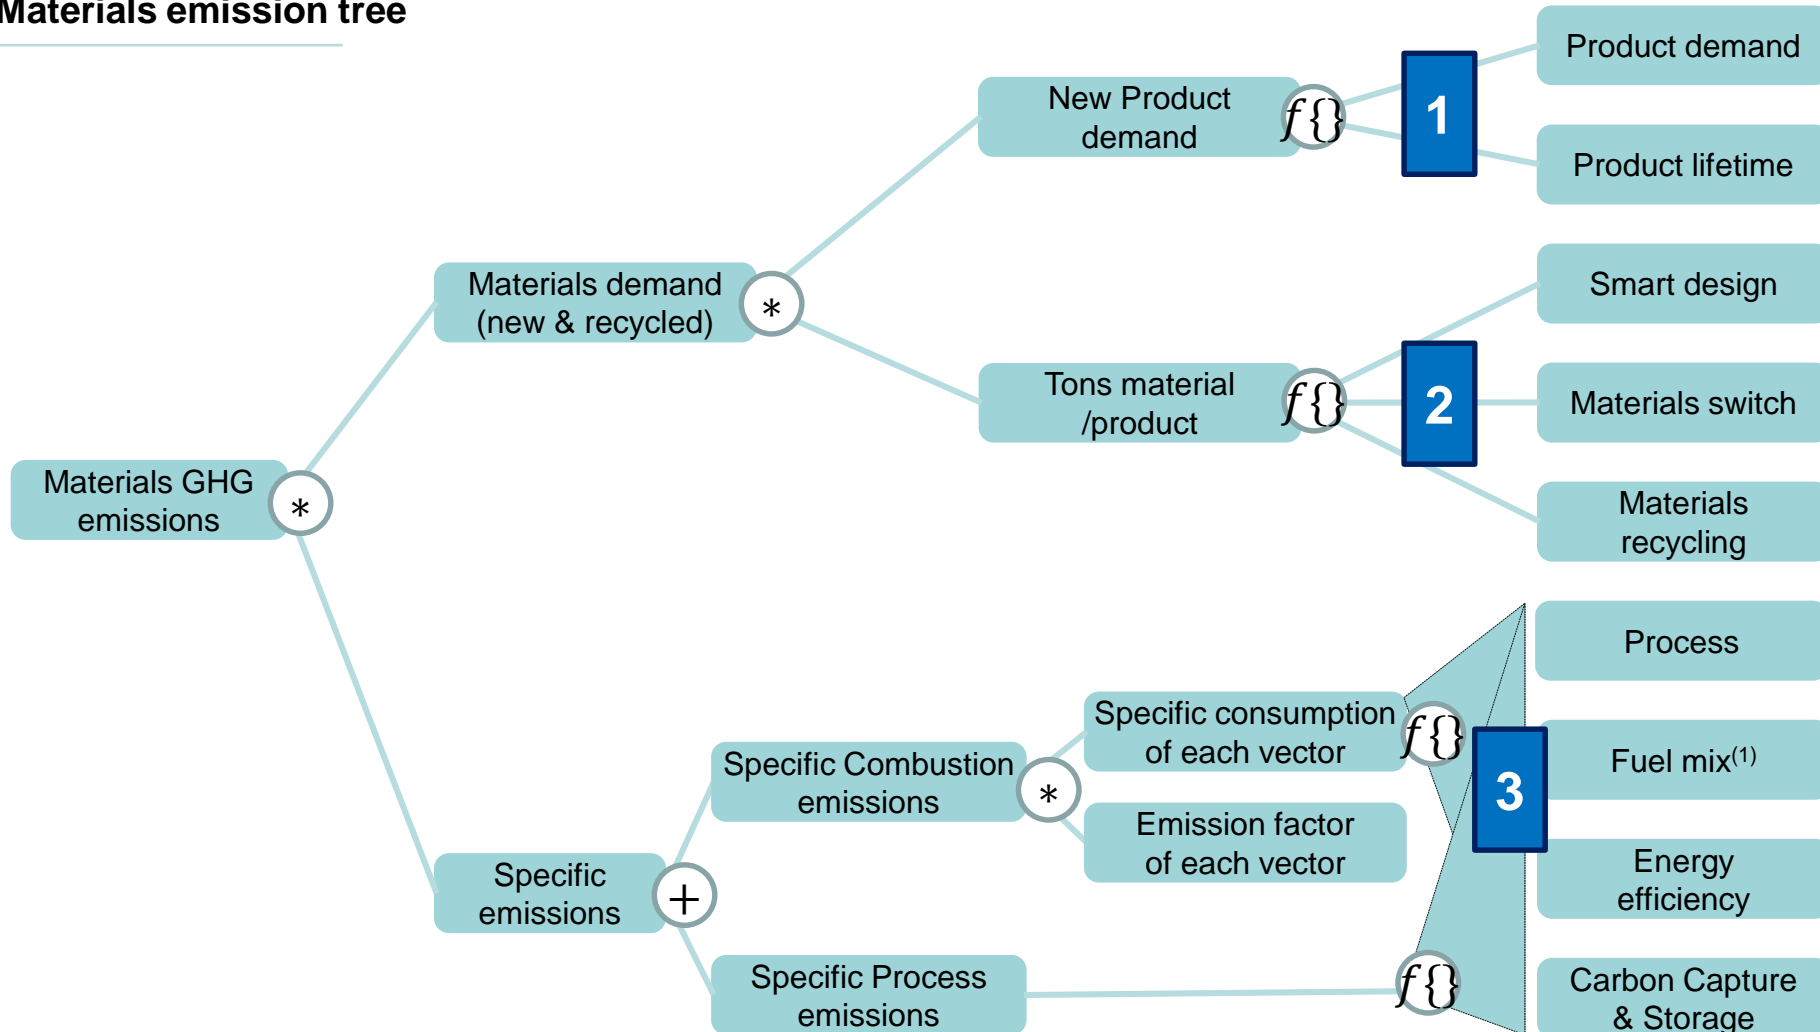 Materials emission tree
Product demand
New Product
demand
f{}
1
Product lifetime
Smart design
Materials demand
(new & recycled)
*
Tons material
/product
f{}
2
Materials switch
Materials
recycling
Materials GHG
emissions
*
Process
Specific consumption
of each vector
f{}
Fuel mix(1)
Specific Combustion
emissions
*
3
Emission factor
of each vector
Energy
efficiency
Specific
emissions
+
Specific Process
emissions
f{}
Carbon Capture
& Storage